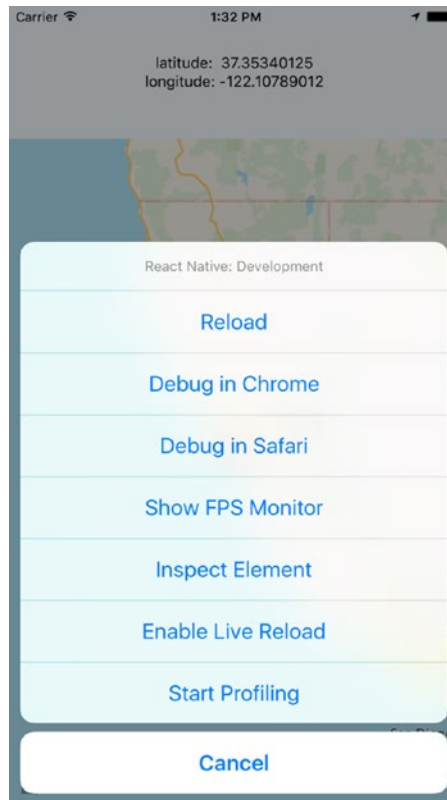 Carrier 1:32 PM
latitude: 37.35340125
longitude: -122.10789012
React Native: Development
Reload
Debug in Chrome
Debug in Safari
Show FPS Monitor
Inspect Element
Enable Live Reload
Start Profiling
Cancel